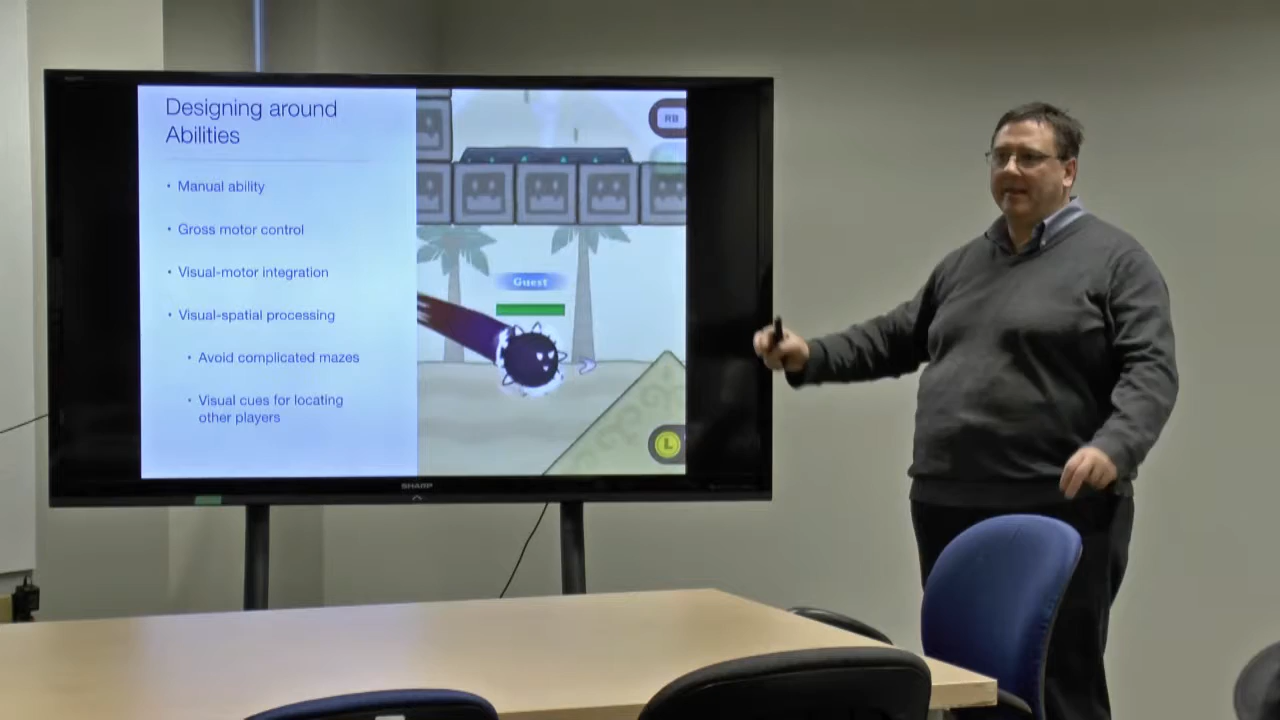 Designing around
Abilities
• Manual ability
• Gross motor control
• Visual-motor integration
• Visual-spatial processing
• Avoid complicated mazes
• Visual cues for locating
other players
RB
Guest
L
SHARP